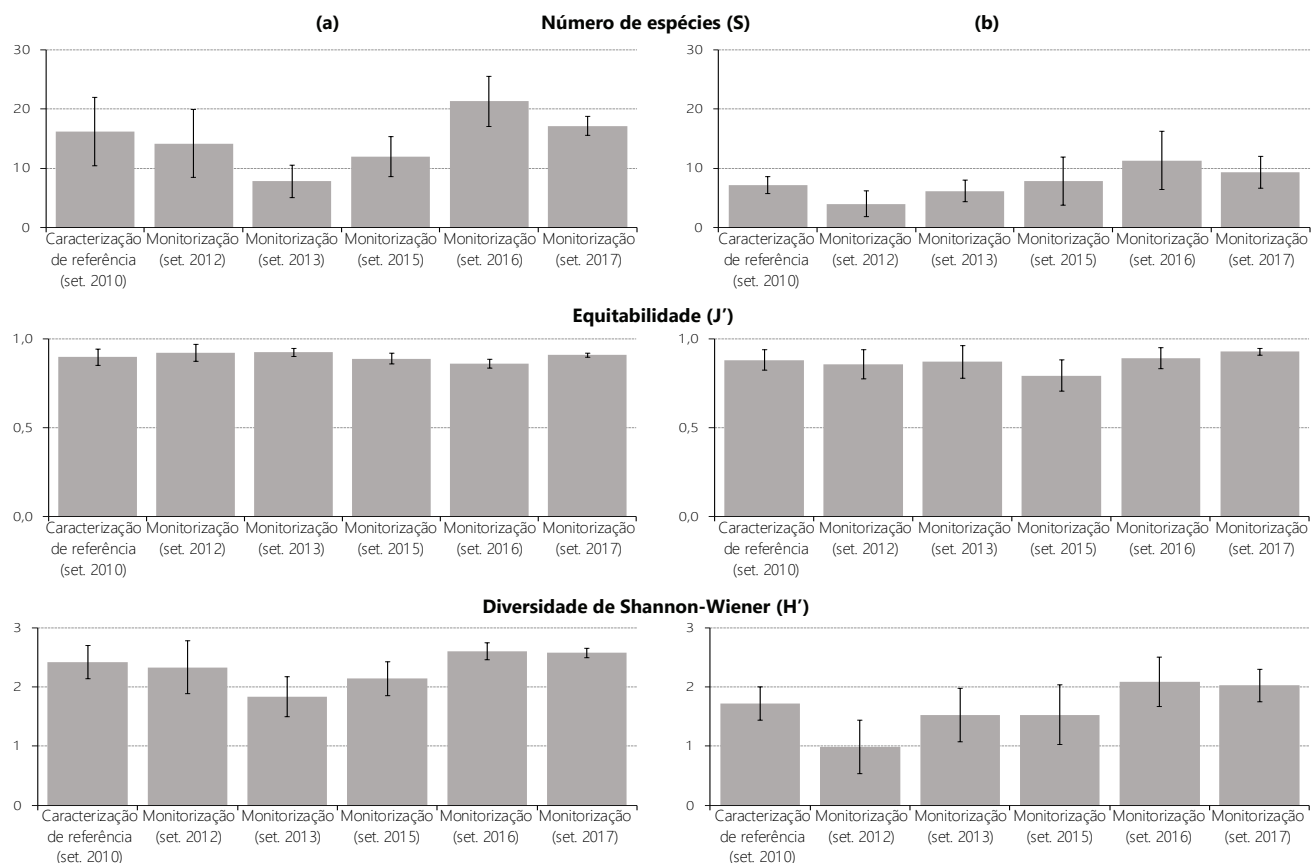 (a) Número de espécies (S) (b)
30
20
10
0
Caracterização Monitorização Monitorização Monitorização Monitorização Monitorização
de referência (set. 2012) (set. 2013) (set. 2015) (set. 2016) (set. 2017)
(set. 2010)
30
20
10
0
Caracterização Monitorização Monitorização Monitorização Monitorização Monitorização
de referência (set. 2012) (set. 2013) (set. 2015) (set. 2016) (set. 2017)
(set. 2010)
Equitabilidade (J’)
1,0
0,5
0,0
Caracterização Monitorização Monitorização Monitorização Monitorização Monitorização
de referência (set. 2012) (set. 2013) (set. 2015) (set. 2016) (set. 2017)
(set. 2010)
1,0
0,5
0,0
Caracterização Monitorização Monitorização Monitorização Monitorização Monitorização
de referência (set. 2012) (set. 2013) (set. 2015) (set. 2016) (set. 2017)
(set. 2010)
Diversidade de Shannon-Wiener (H’)
3
2
1
0
Caracterização Monitorização Monitorização Monitorização Monitorização Monitorização
de referência (set. 2012) (set. 2013) (set. 2015) (set. 2016) (set. 2017)
(set. 2010)
3
2
1
0
Caracterização Monitorização Monitorização Monitorização Monitorização Monitorização
de referência (set. 2012) (set. 2013) (set. 2015) (set. 2016) (set. 2017)
(set. 2010)